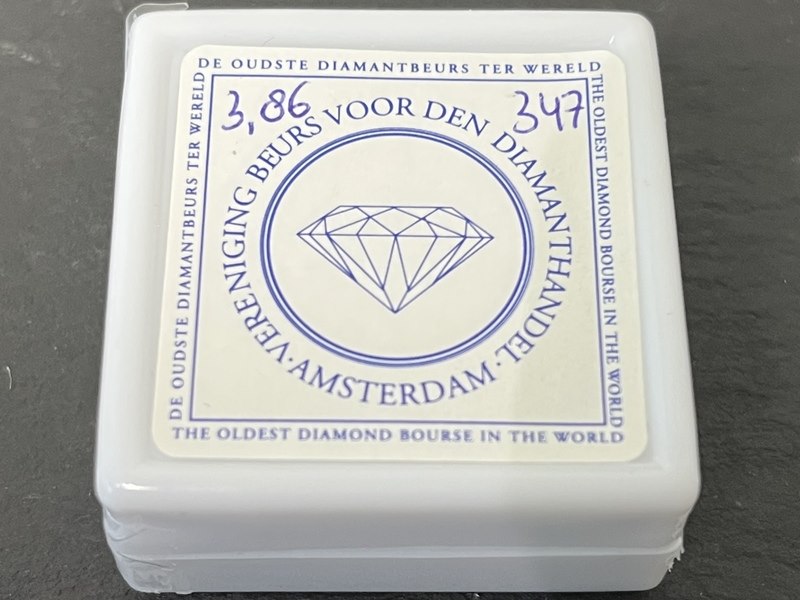 DE OUDSTE DIAMANTBEURS TER WERELD
3,86
347
VERENIGING BEURS VOOR DEN DIAMANTHANDEL
· AMSTERDAM ·
DE OUDSTE DIAMANTBEURS TER WERELD
THE OLDEST DIAMOND BOURSE IN THE WORLD
THE OLDEST DIAMOND BOURSE IN THE WORLD